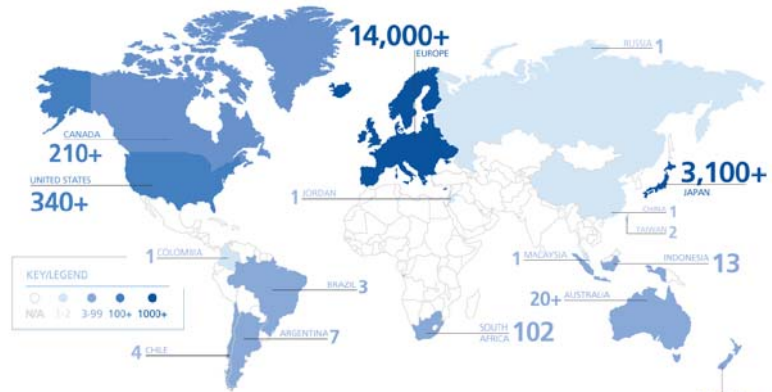 14,000+
EUROPE
RUSSIA 1
CANADA
210+
UNITED STATES
340+
1 JORDAN
3,100+
JAPAN
CHINA 1
TAIWAN 2
1 COLOMBIA
1 MALAYSIA
INDONESIA 13
BRAZIL 3
20+ AUSTRALIA
ARGENTINA 7
SOUTH AFRICA 102
4 CHILE
KEY/LEGEND
N/A 1-2 3-99 100+ 1000+